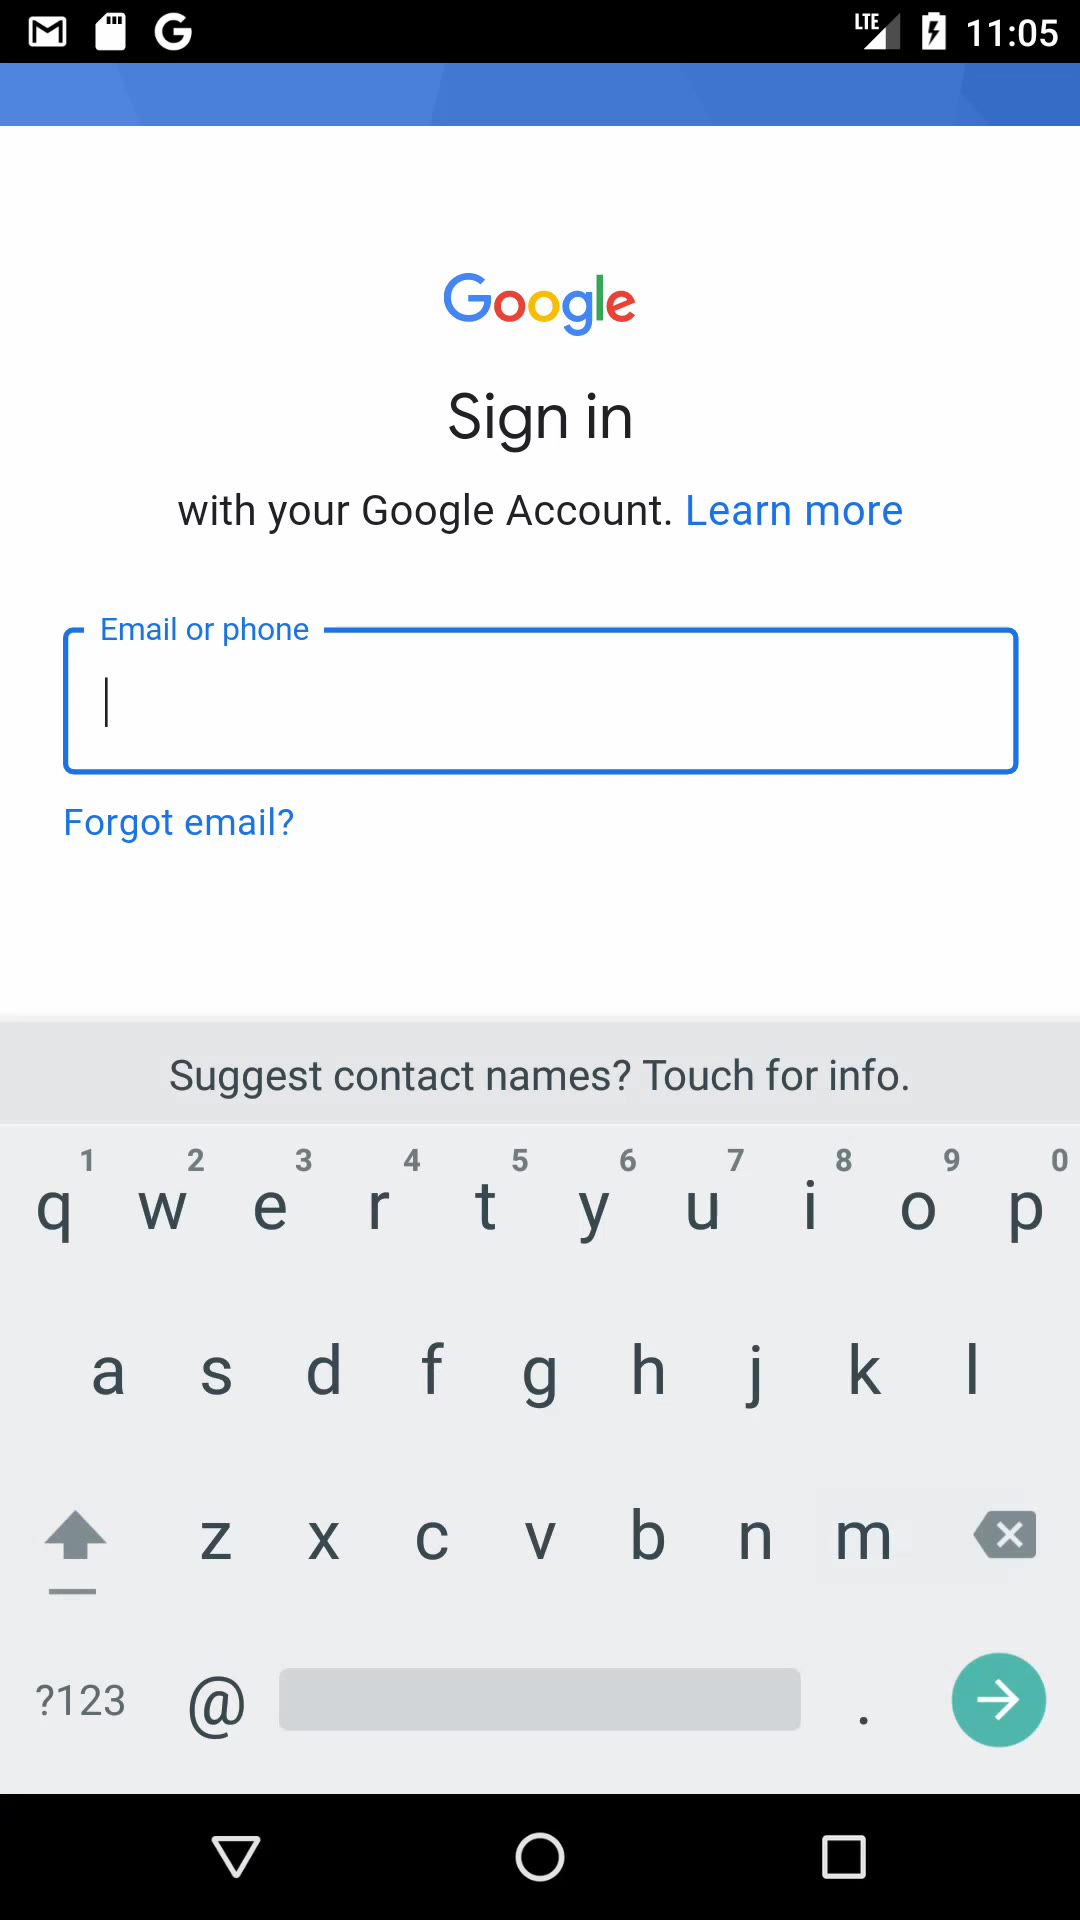 LTE 11:05
Google
Sign in
with your Google Account. Learn more
Email or phone
Forgot email?
Suggest contact names? Touch for info.
1 2 3 4 5 6 7 8 9 0
q w e r t y u i o p
a s d f g h j k l
z x c v b n m
?123 @ .